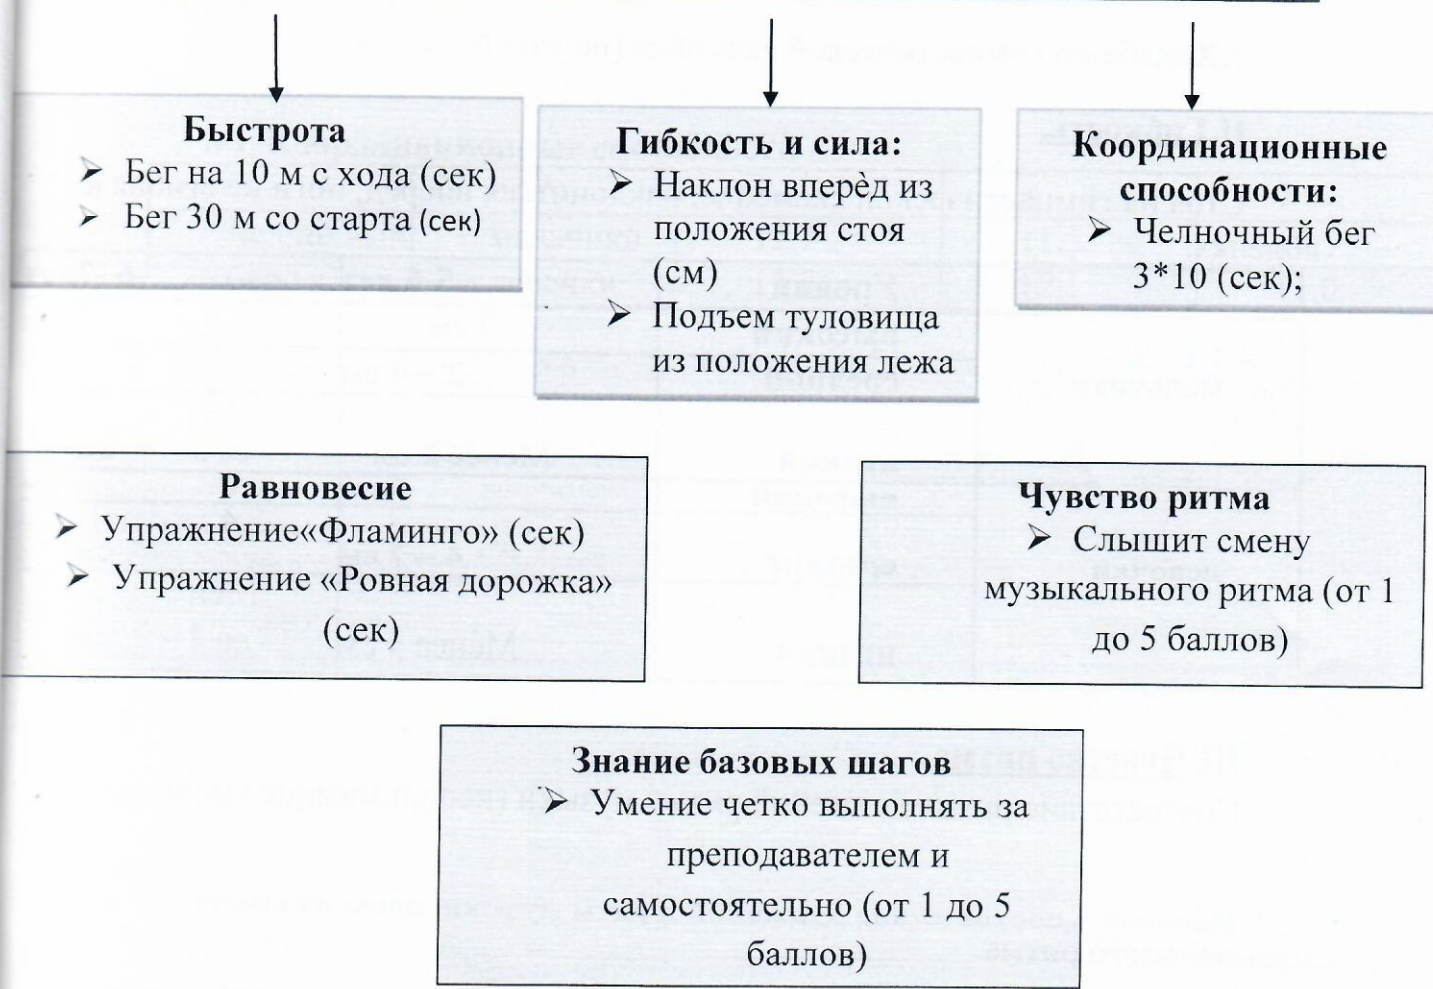 Быстрота
➢ Бег на 10 м с хода (сек)
➢ Бег 30 м со старта (сек)
Гибкость и сила:
➢ Наклон вперѐд из
положения стоя
(см)
➢ Подъем туловища
из положения лежа
Координационные
способности:
➢ Челночный бег
3*10 (сек);
Равновесие
➢ Упражнение«Фламинго» (сек)
➢ Упражнение «Ровная дорожка»
(сек)
Чувство ритма
➢ Слышит смену
музыкального ритма (от 1
до 5 баллов)
Знание базовых шагов
➢ Умение четко выполнять за
преподавателем и
самостоятельно (от 1 до 5
баллов)